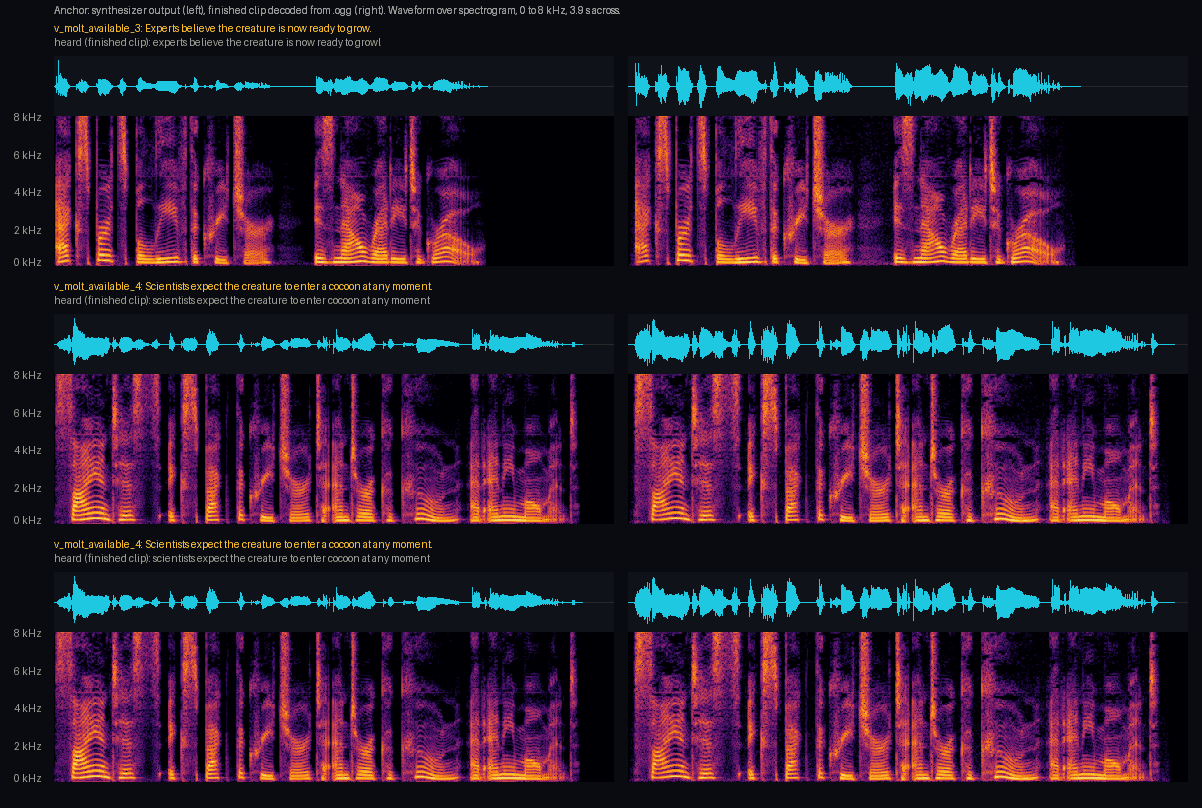 Anchor: synthesizer output (left), finished clip decoded from .ogg (right). Waveform over spectrogram, 0 to 8 kHz, 3.9 s across.
v_molt_available_3: Experts believe the creature is now ready to grow.
heard (finished clip): experts believe the creature is now ready to growl
8 kHz
6 kHz
4 kHz
2 kHz
0 kHz
v_molt_available_4: Scientists expect the creature to enter a cocoon at any moment.
heard (finished clip): scientists expect the creature to enter cocoon at any moment
8 kHz
6 kHz
4 kHz
2 kHz
0 kHz
v_molt_available_4: Scientists expect the creature to enter a cocoon at any moment.
heard (finished clip): scientists expect the creature to enter cocoon at any moment
8 kHz
6 kHz
4 kHz
2 kHz
0 kHz